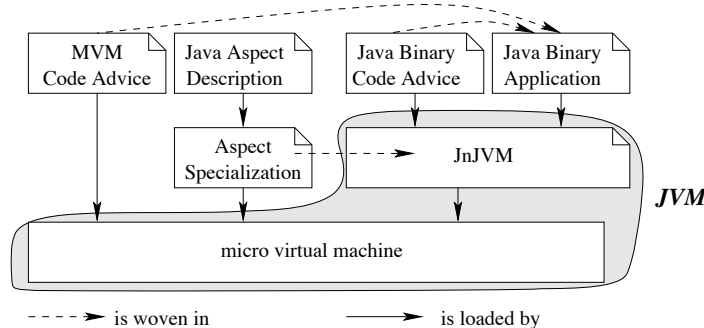 MVM
Code Advice
Java Aspect
Description
Java Binary
Code Advice
Java Binary
Application
Aspect
Specialization
JnJVM
JVM
micro virtual machine
is woven in
is loaded by